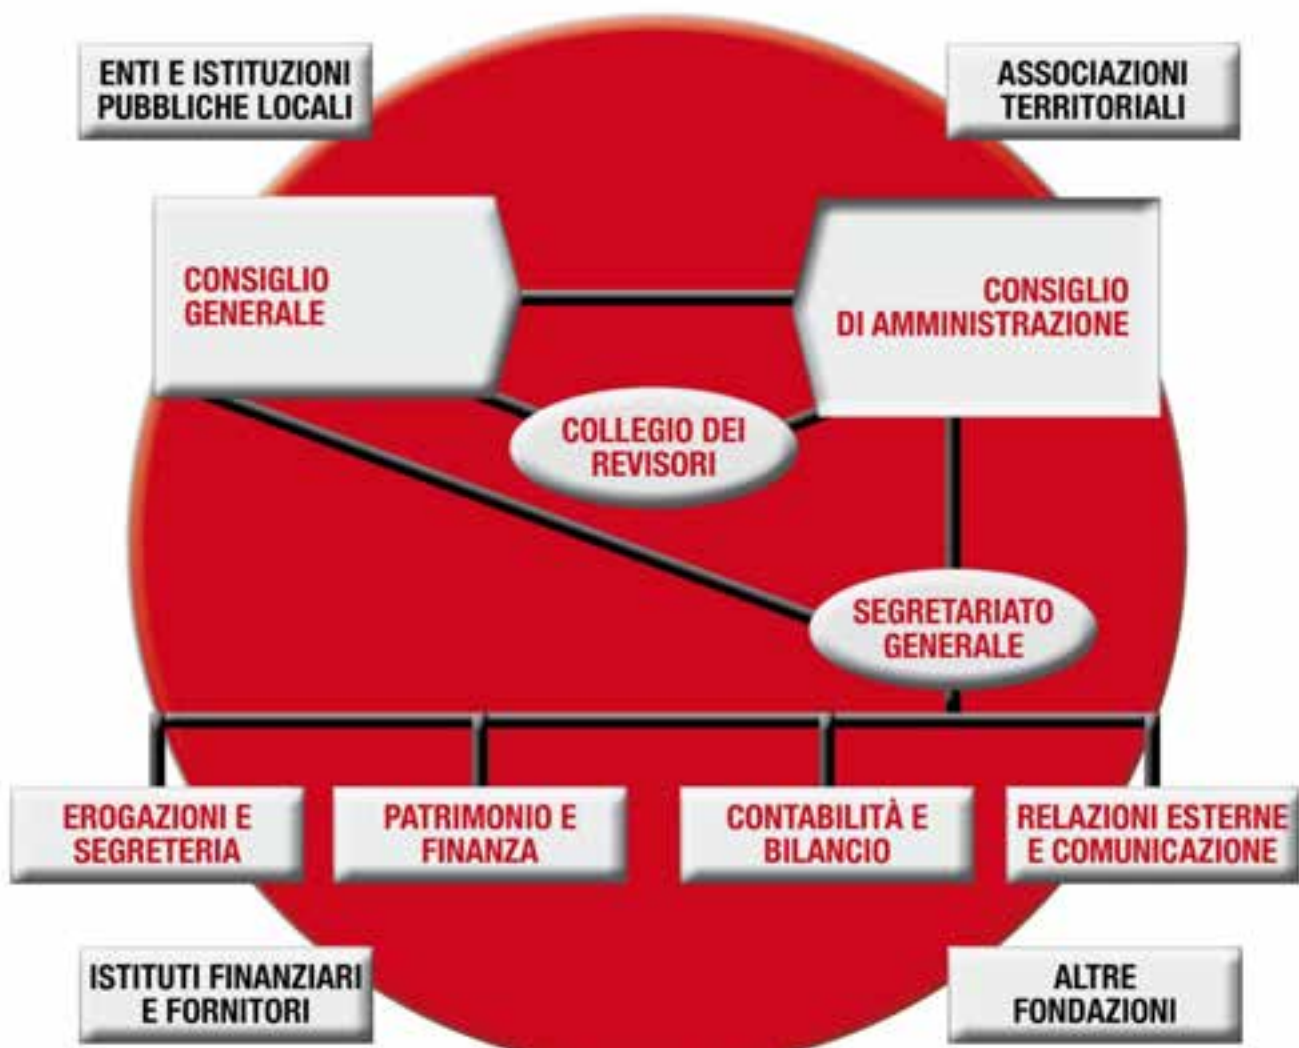 ENTI E ISTITUZIONI
PUBBLICHE LOCALI
ASSOCIAZIONI
TERRITORIALI
CONSIGLIO
GENERALE
CONSIGLIO
DI AMMINISTRAZIONE
COLLEGIO DEI
REVISORI
SEGRETARIATO
GENERALE
EROGAZIONI E
SEGRETERIA
PATRIMONIO E
FINANZA
CONTABILITÀ E
BILANCIO
RELAZIONI ESTERNE
E COMUNICAZIONE
ISTITUTI FINANZIARI
E FORNITORI
ALTRE
FONDAZIONI